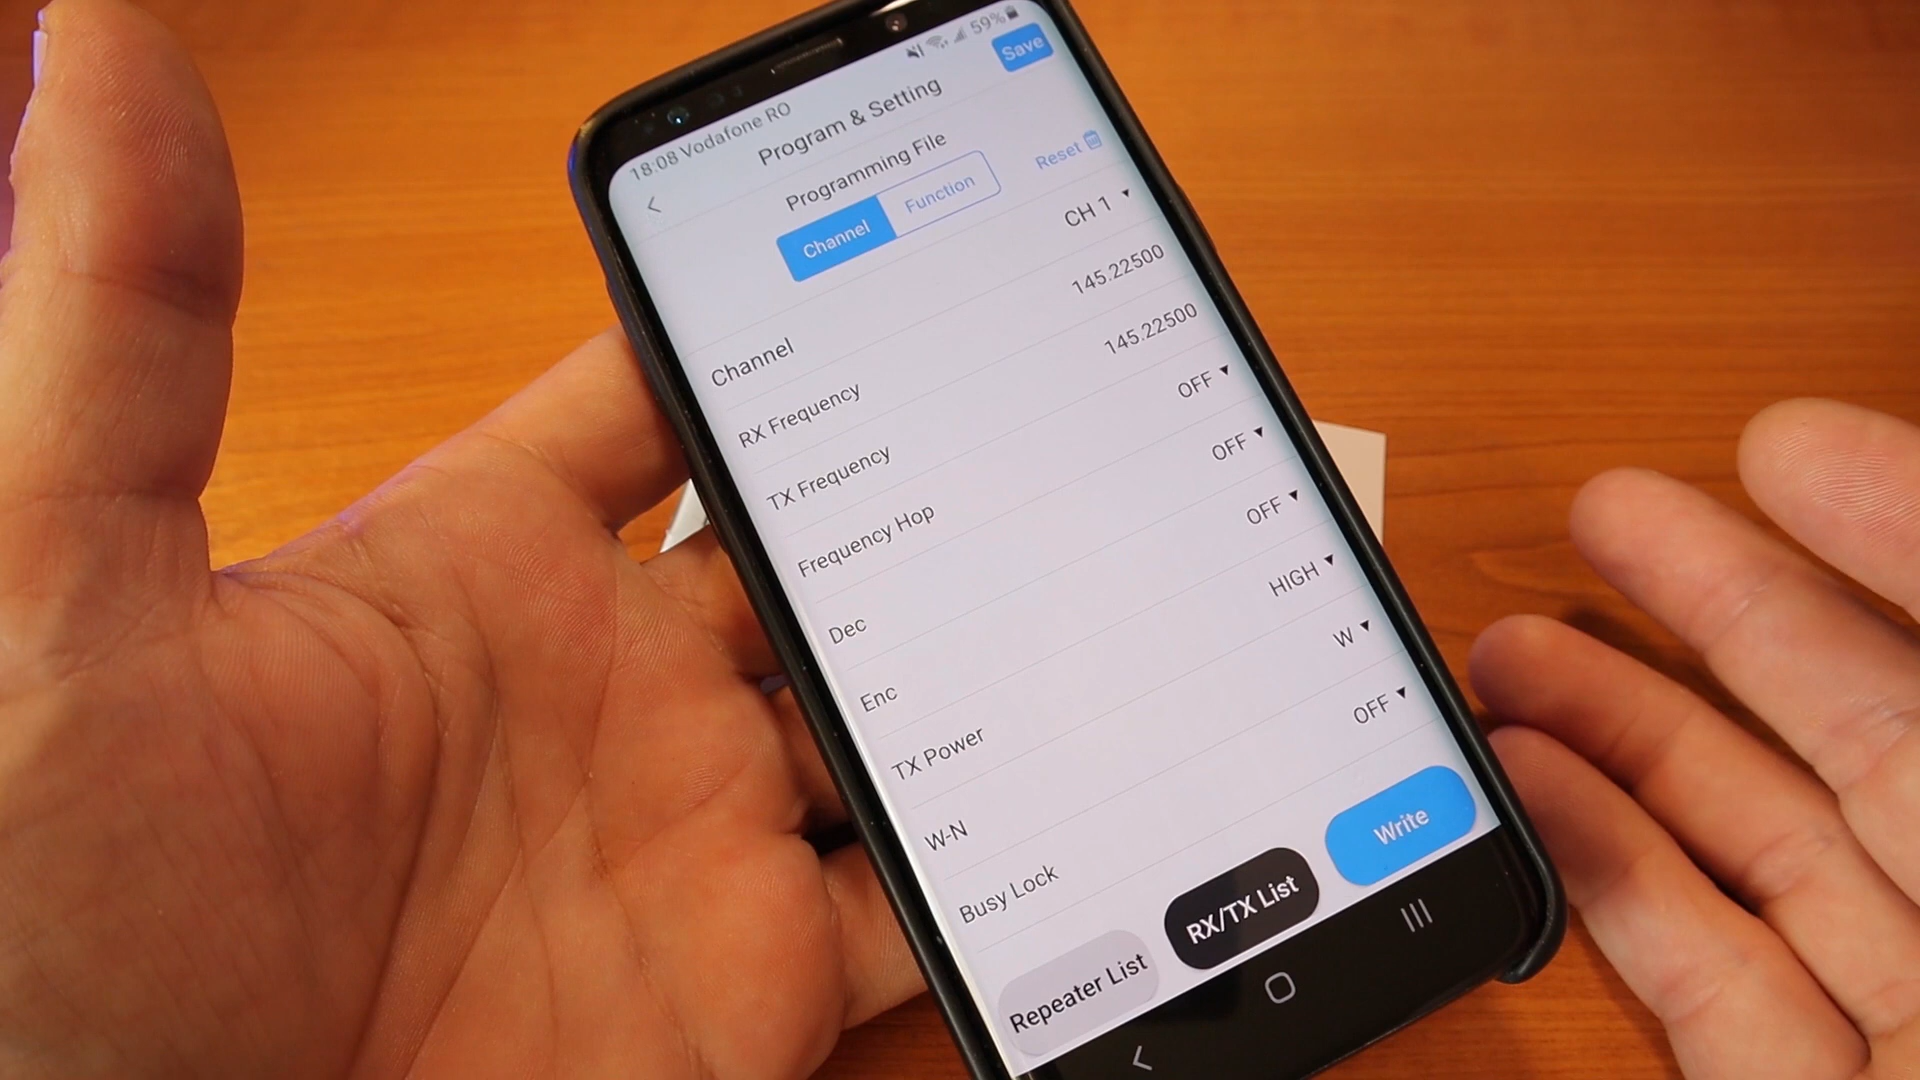 18:08 Vodafone RO 59%
Program & Setting
Save
Programming File
Channel Function
Reset
Channel CH 1
RX Frequency 145.22500
TX Frequency 145.22500
Frequency Hop OFF
Dec OFF
Enc OFF
TX Power HIGH
W-N W
Busy Lock OFF
Repeater List RX/TX List Write